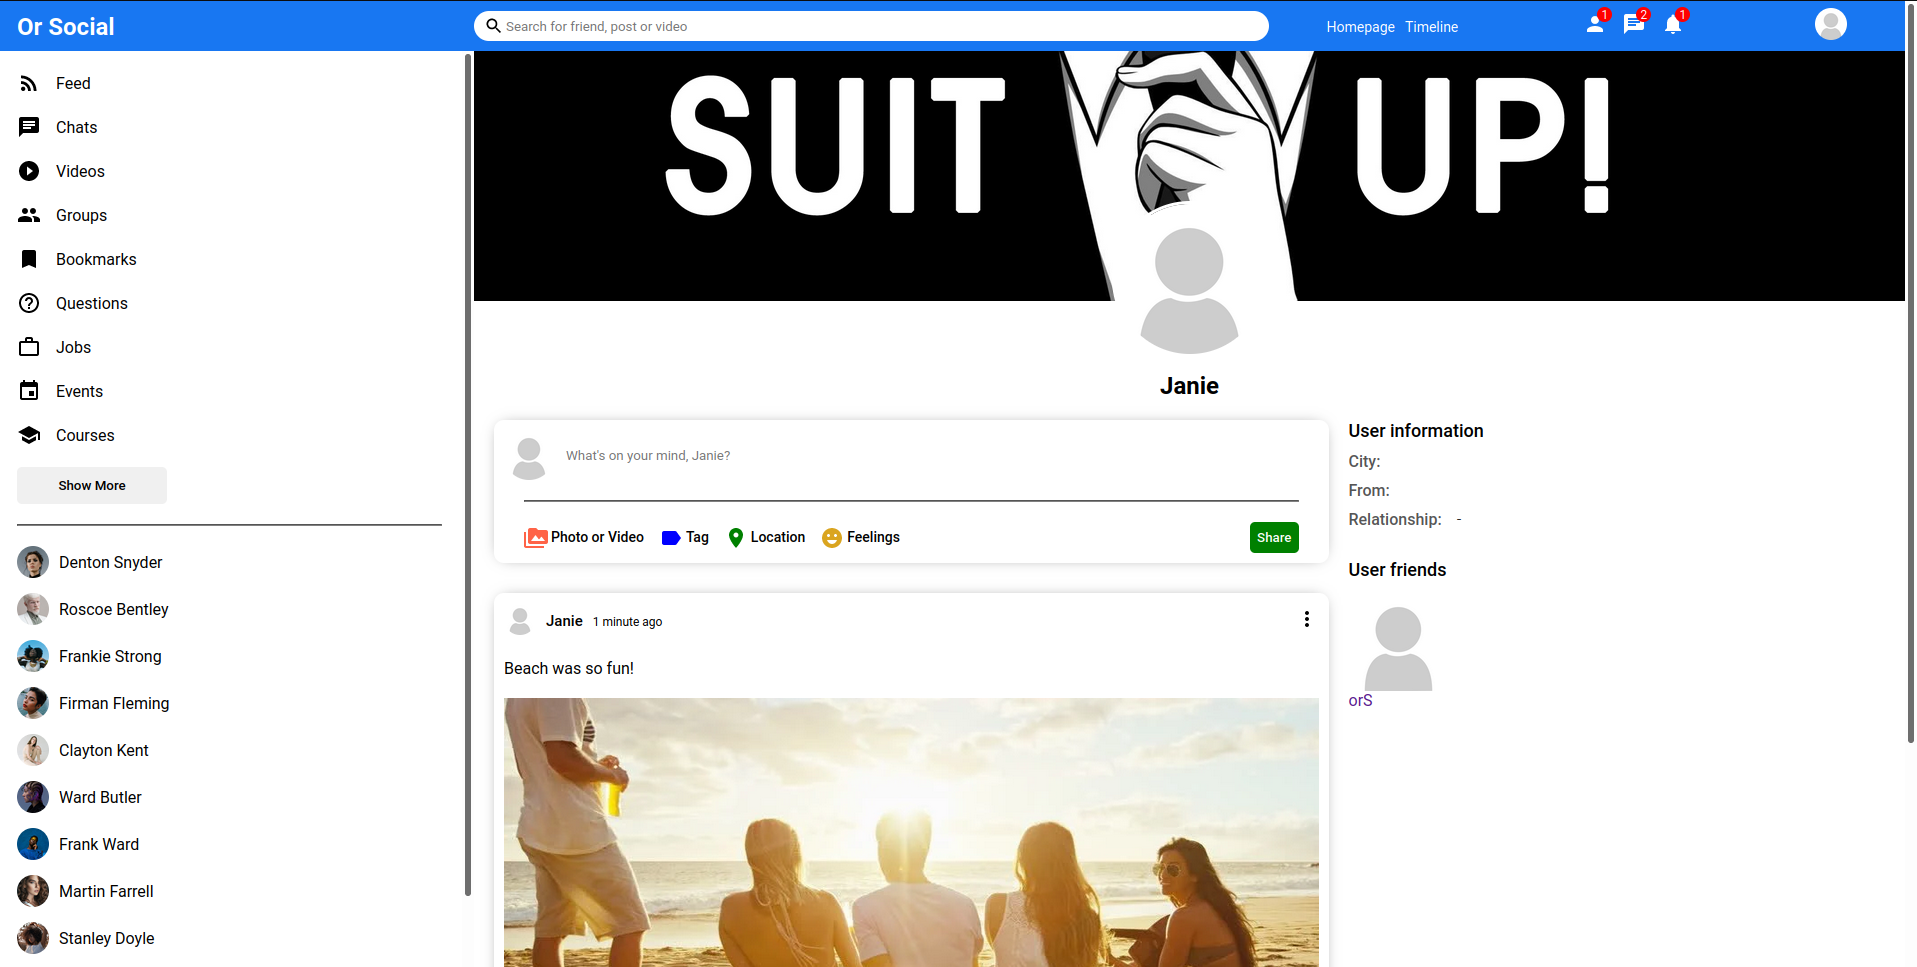 Or Social
Search for friend, post or video
Homepage Timeline
1
2
1
Feed
Chats
Videos
Groups
Bookmarks
Questions
Jobs
Events
Courses
Show More
Denton Snyder
Roscoe Bentley
Frankie Strong
Firman Fleming
Clayton Kent
Ward Butler
Frank Ward
Martin Farrell
Stanley Doyle
SUIT UP!
Janie
What's on your mind, Janie?
Photo or Video Tag Location Feelings Share
Janie 1 minute ago
Beach was so fun!
User information
City:
From:
Relationship: -
User friends
orS